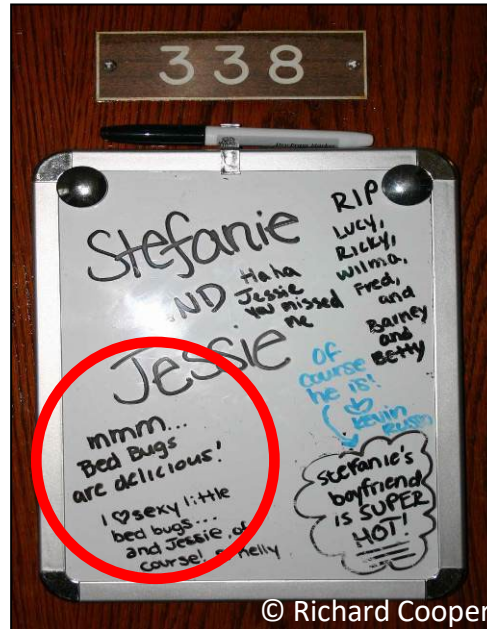 338
Stefanie
ND
Jessie
Haha
Jessie
You missed
me
RIP
Lucy,
Ricky,
Wilma,
Fred,
and
Barney
and
Betty
of
course
he is!
Kevin
mmm...
Bed Bugs
are delicious!
I ♡ sexy little
bed bugs...
and Jessie, of
course!
Stefanie's
boyfriend
is SUPER
HOT!
© Richard Cooper